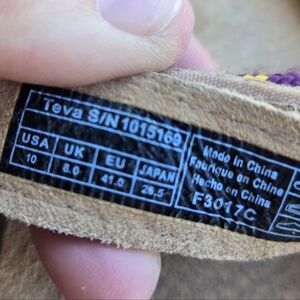 Teva S/N 1015169
USA UK EU JAPAN
10 8.0 41.0 26.5
Made in China
Fabriqué en Chine
Hecho en China
F3017C